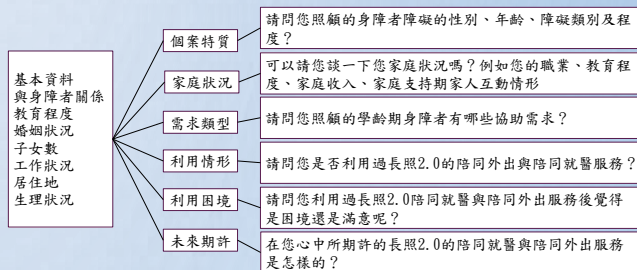 基本資料
與身障者關係
教育程度
婚姻狀況
子女數
工作狀況
居住地
生理狀況
個案特質
請問您照顧的身障者障礙的性別、年齡、障礙類別及程
度？
家庭狀況
可以請您談一下您家庭狀況嗎？例如您的職業、教育程
度、家庭收入、家庭支持期家人互動情形
需求類型
請問您照顧的學齡期身障者有哪些協助需求？
利用情形
請問您是否利用過長照2.0的陪同外出與陪同就醫服務？
利用困境
請問您利用過長照2.0陪同就醫與陪同外出服務後覺得
是困境還是滿意呢？
未來期許
在您心中所期許的長照2.0的陪同就醫與陪同外出服務
是怎樣的？